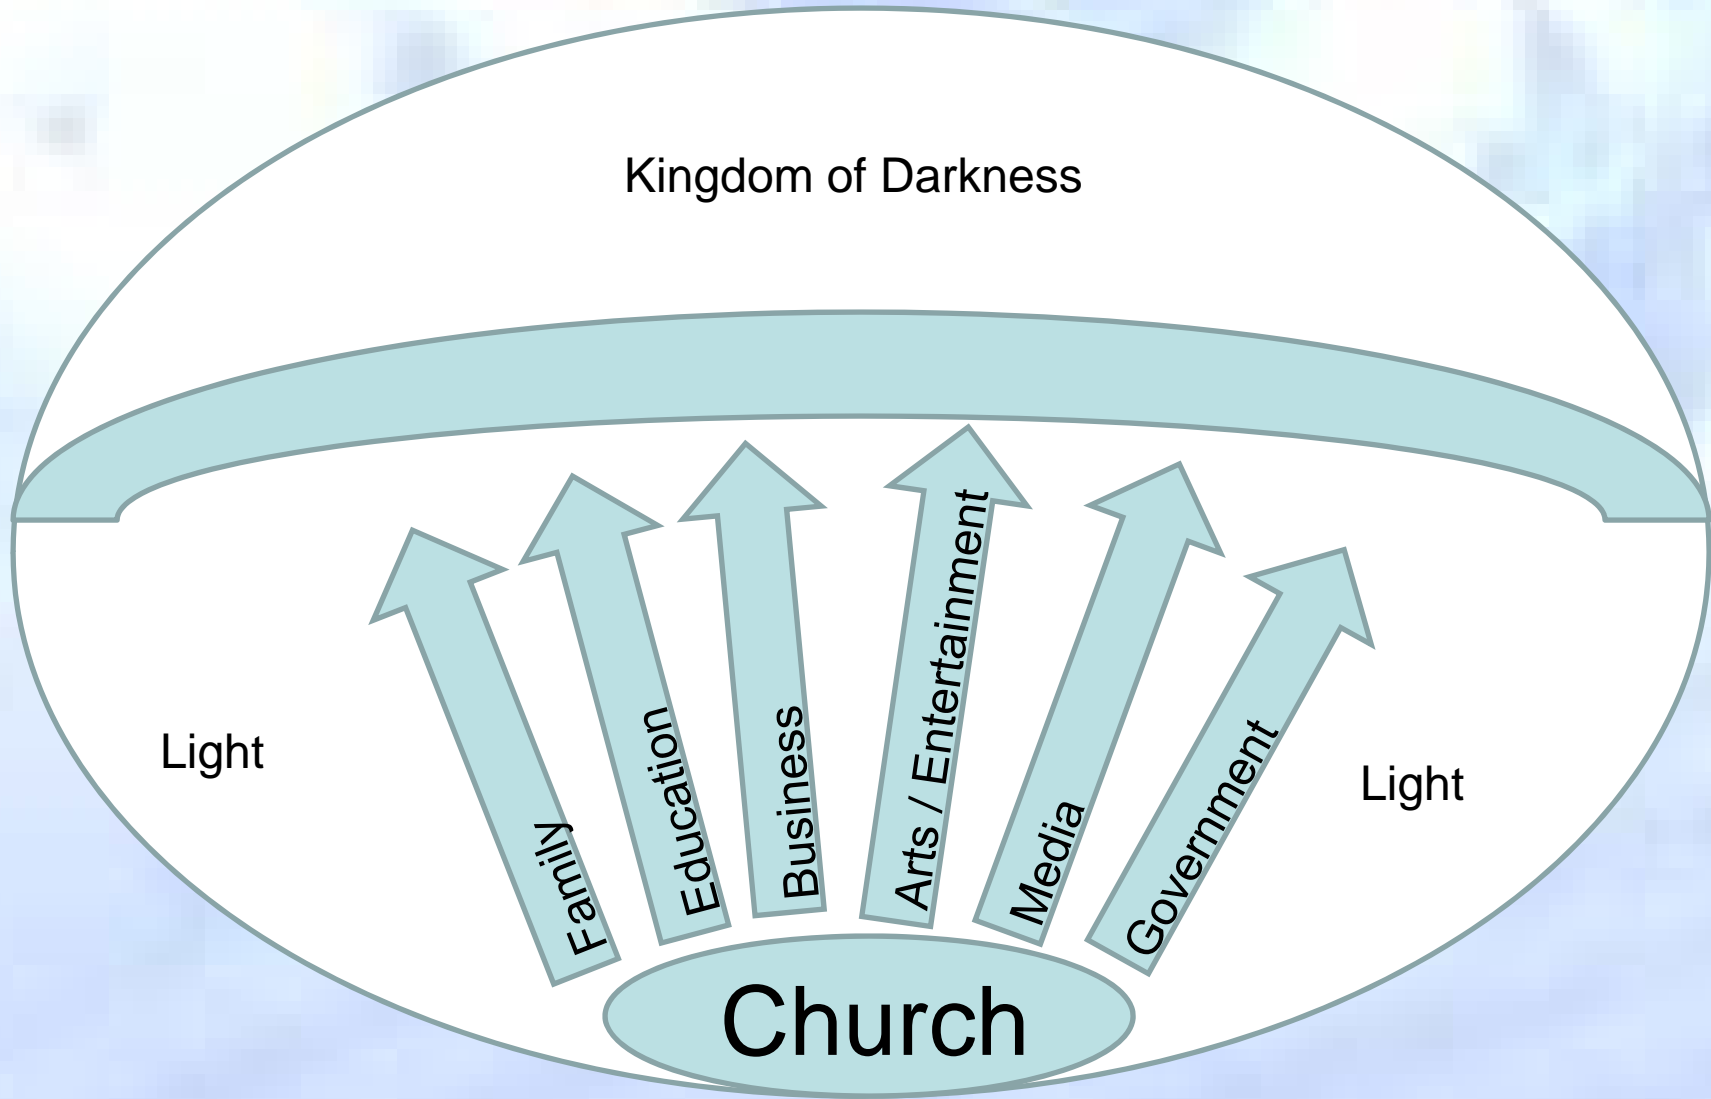 Kingdom of Darkness
Light
Family
Education
Business
Arts / Entertainment
Media
Government
Light
Church